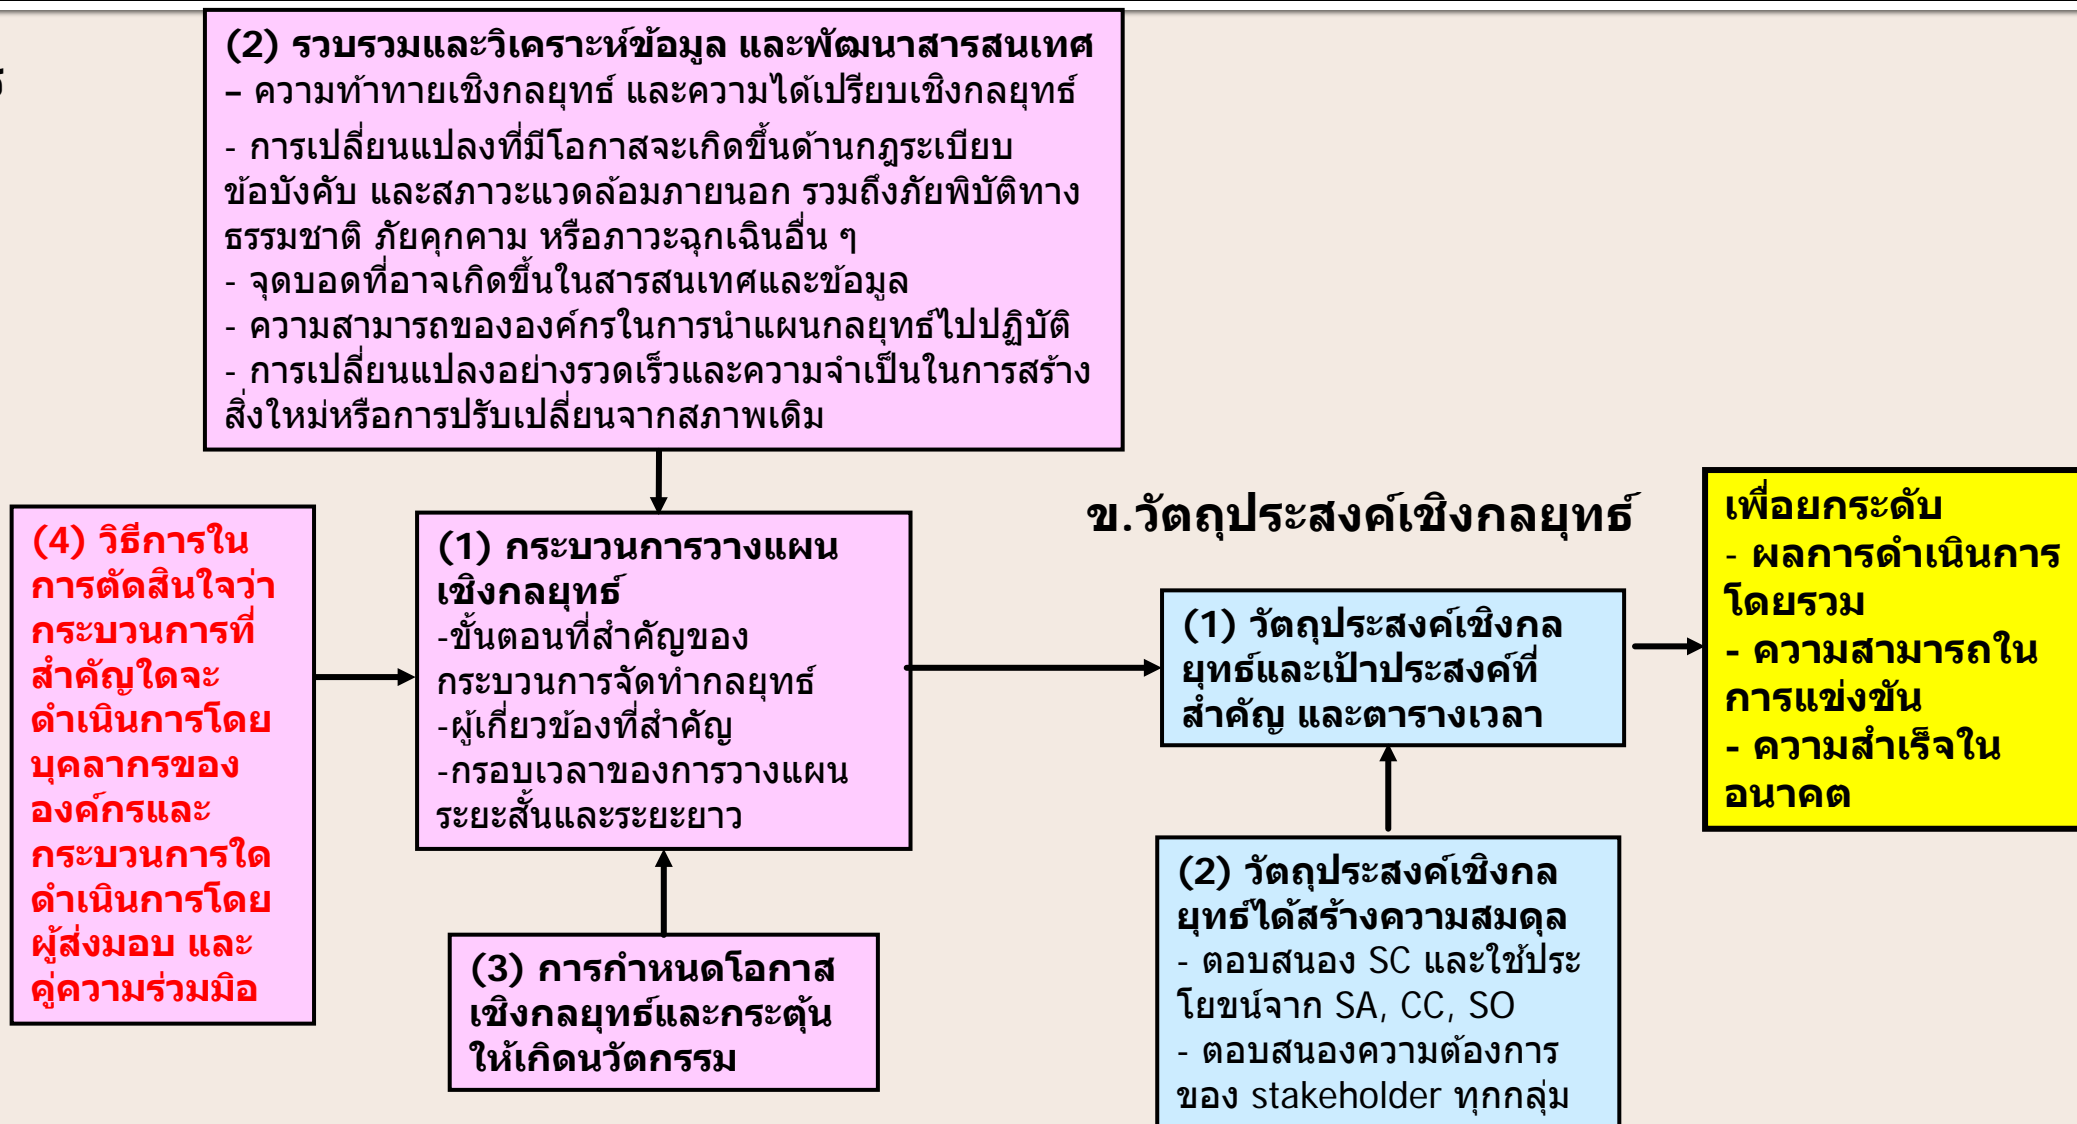 (2) รวบรวมและวิเคราะห์ข้อมูล และพัฒนาสารสนเทศ
– ความท้าทายเชิงกลยุทธ์ และความได้เปรียบเชิงกลยุทธ์
- การเปลี่ยนแปลงที่มีโอกาสจะเกิดขึ้นด้านกฎระเบียบ
ข้อบังคับ และสภาวะแวดล้อมภายนอก รวมถึงภัยพิบัติทาง
ธรรมชาติ ภัยคุกคาม หรือภาวะฉุกเฉินอื่น ๆ
- จุดบอดที่อาจเกิดขึ้นในสารสนเทศและข้อมูล
- ความสามารถขององค์กรในการนำแผนกลยุทธ์ไปปฏิบัติ
- การเปลี่ยนแปลงอย่างรวดเร็วและความจำเป็นในการสร้าง
สิ่งใหม่หรือการปรับเปลี่ยนจากสภาพเดิม
(4) วิธีการใน
การตัดสินใจว่า
กระบวนการที่
สำคัญใดจะ
ดำเนินการโดย
บุคลากรของ
องค์กรและ
กระบวนการใด
ดำเนินการโดย
ผู้ส่งมอบ และ
คู่ความร่วมมิอ
(1) กระบวนการวางแผน
เชิงกลยุทธ์
-ขั้นตอนที่สำคัญของ
กระบวนการจัดทำกลยุทธ์
-ผู้เกี่ยวข้องที่สำคัญ
-กรอบเวลาของการวางแผน
ระยะสั้นและระยะยาว
(3) การกำหนดโอกาส
เชิงกลยุทธ์และกระตุ้น
ให้เกิดนวัตกรรม
ข.วัตถุประสงค์เชิงกลยุทธ์
(1) วัตถุประสงค์เชิงกล
ยุทธ์และเป้าประสงค์ที่
สำคัญ และตารางเวลา
(2) วัตถุประสงค์เขิงกล
ยุทธ์ได้สร้างความสมดุล
- ตอบสนอง SC และใช้ประ
โยขน์จาก SA, CC, SO
- ตอบสนองความต้องการ
ของ stakeholder ทุกกลุ่ม
เพื่อยกระดับ
- ผลการดำเนินการ
โดยรวม
- ความสามารถใน
การแข่งขัน
- ความสำเร็จใน
อนาคต